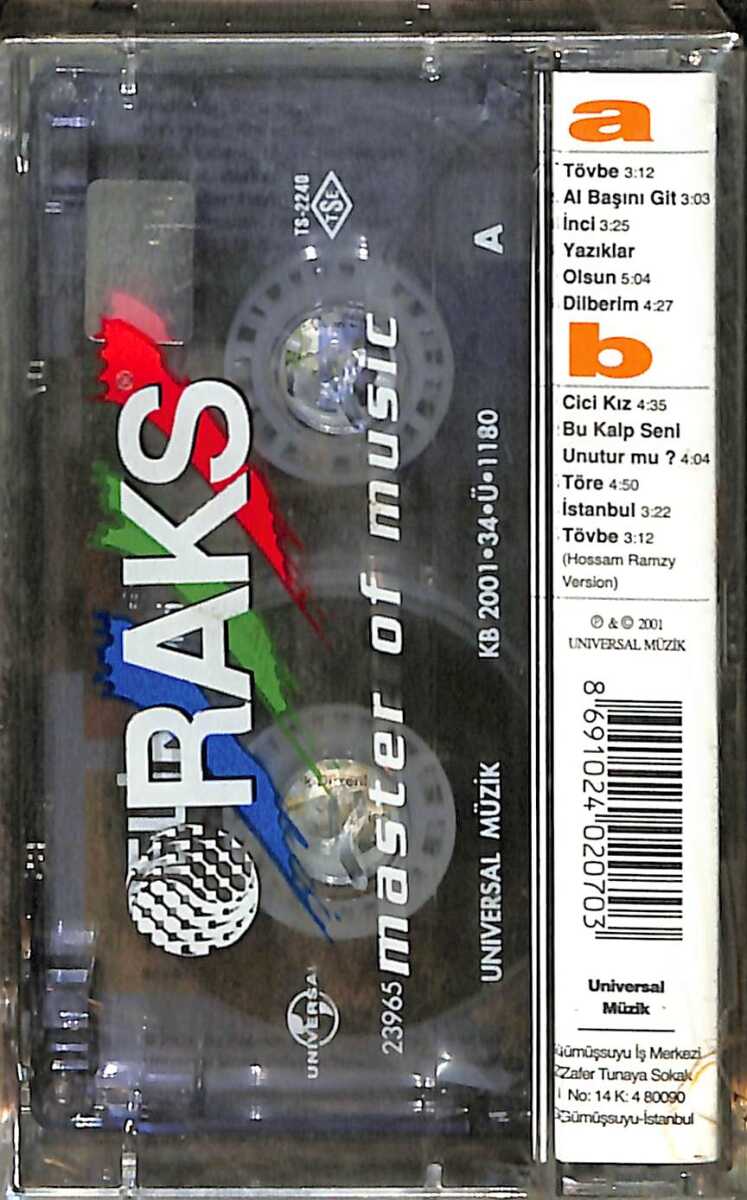 TS-2240
TSE
A
RAKS
®
master of music
KB 2001•34•Ü•1180
UNIVERSAL MÜZİK
UNIVERSAL
23965
a
Tövbe 3:12
Al Başını Git 3:03
İnci 3:25
Yazıklar
Olsun 5:04
Dilberim 4:27
b
Cici Kız 4:35
Bu Kalp Seni
Unutur mu ? 4:04
Töre 4:50
İstanbul 3:22
Tövbe 3:12
(Hossam Ramzy
Version)
℗ & © 2001
UNIVERSAL MÜZİK
8 691024 020703
Universal
Müzik
Gümüşsuyu İş Merkezi
Zafer Tunaya Sokak
No: 14 K: 4 80090
Gümüşsuyu-İstanbul